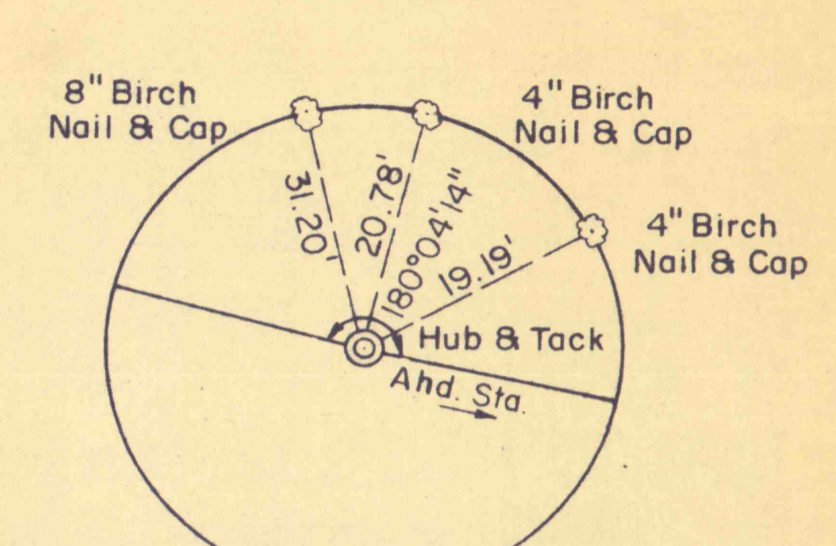 8" Birch
Nail & Cap
4" Birch
Nail & Cap
4" Birch
Nail & Cap
31.20'
20.78'
180°04'14"
19.19'
Hub & Tack
Ahd. Sta.